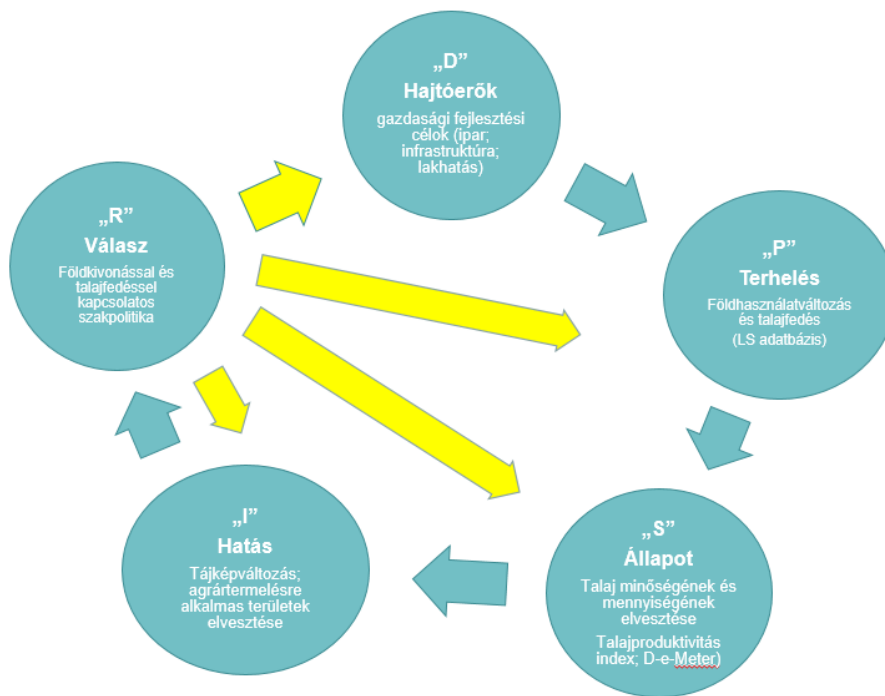 „D”
Hajtóerők
gazdasági fejlesztési
célok (ipar;
infrastruktúra;
lakhatás)
„R”
Válasz
Földkivonással és
talajfedéssel
kapcsolatos
szakpolitika
„P”
Terhelés
Földhasználatváltozás
és talajfedés
(LS adatbázis)
„I”
Hatás
Tájképváltozás;
agrártermelésre
alkalmas területek
elvesztése
„S”
Állapot
Talaj minőségének és
mennyiségének
elvesztése
Talajproduktivitás
index; D-e-Meter)